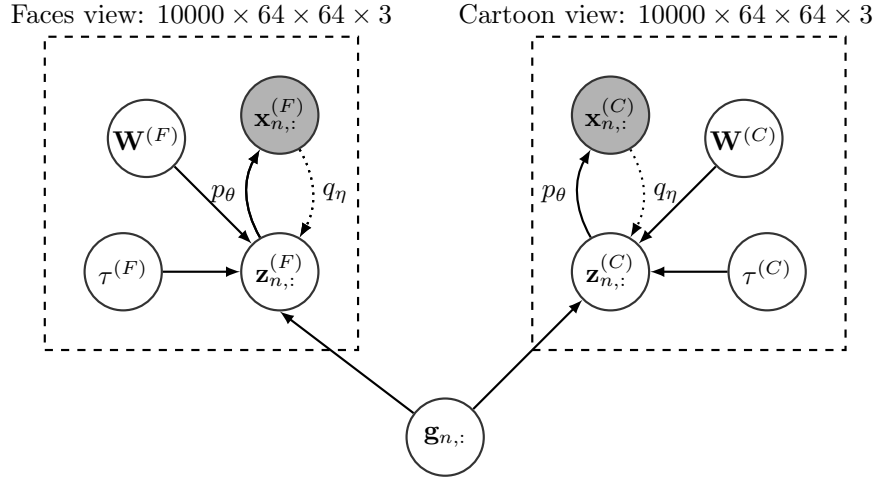 Faces view: 10000 × 64 × 64 × 3
Cartoon view: 10000 × 64 × 64 × 3
x_{n,:}^{(F)}
x_{n,:}^{(C)}
W^{(F)}
W^{(C)}
p_θ
q_η
p_θ
q_η
τ^{(F)}
z_{n,:}^{(F)}
z_{n,:}^{(C)}
τ^{(C)}
g_{n,:}